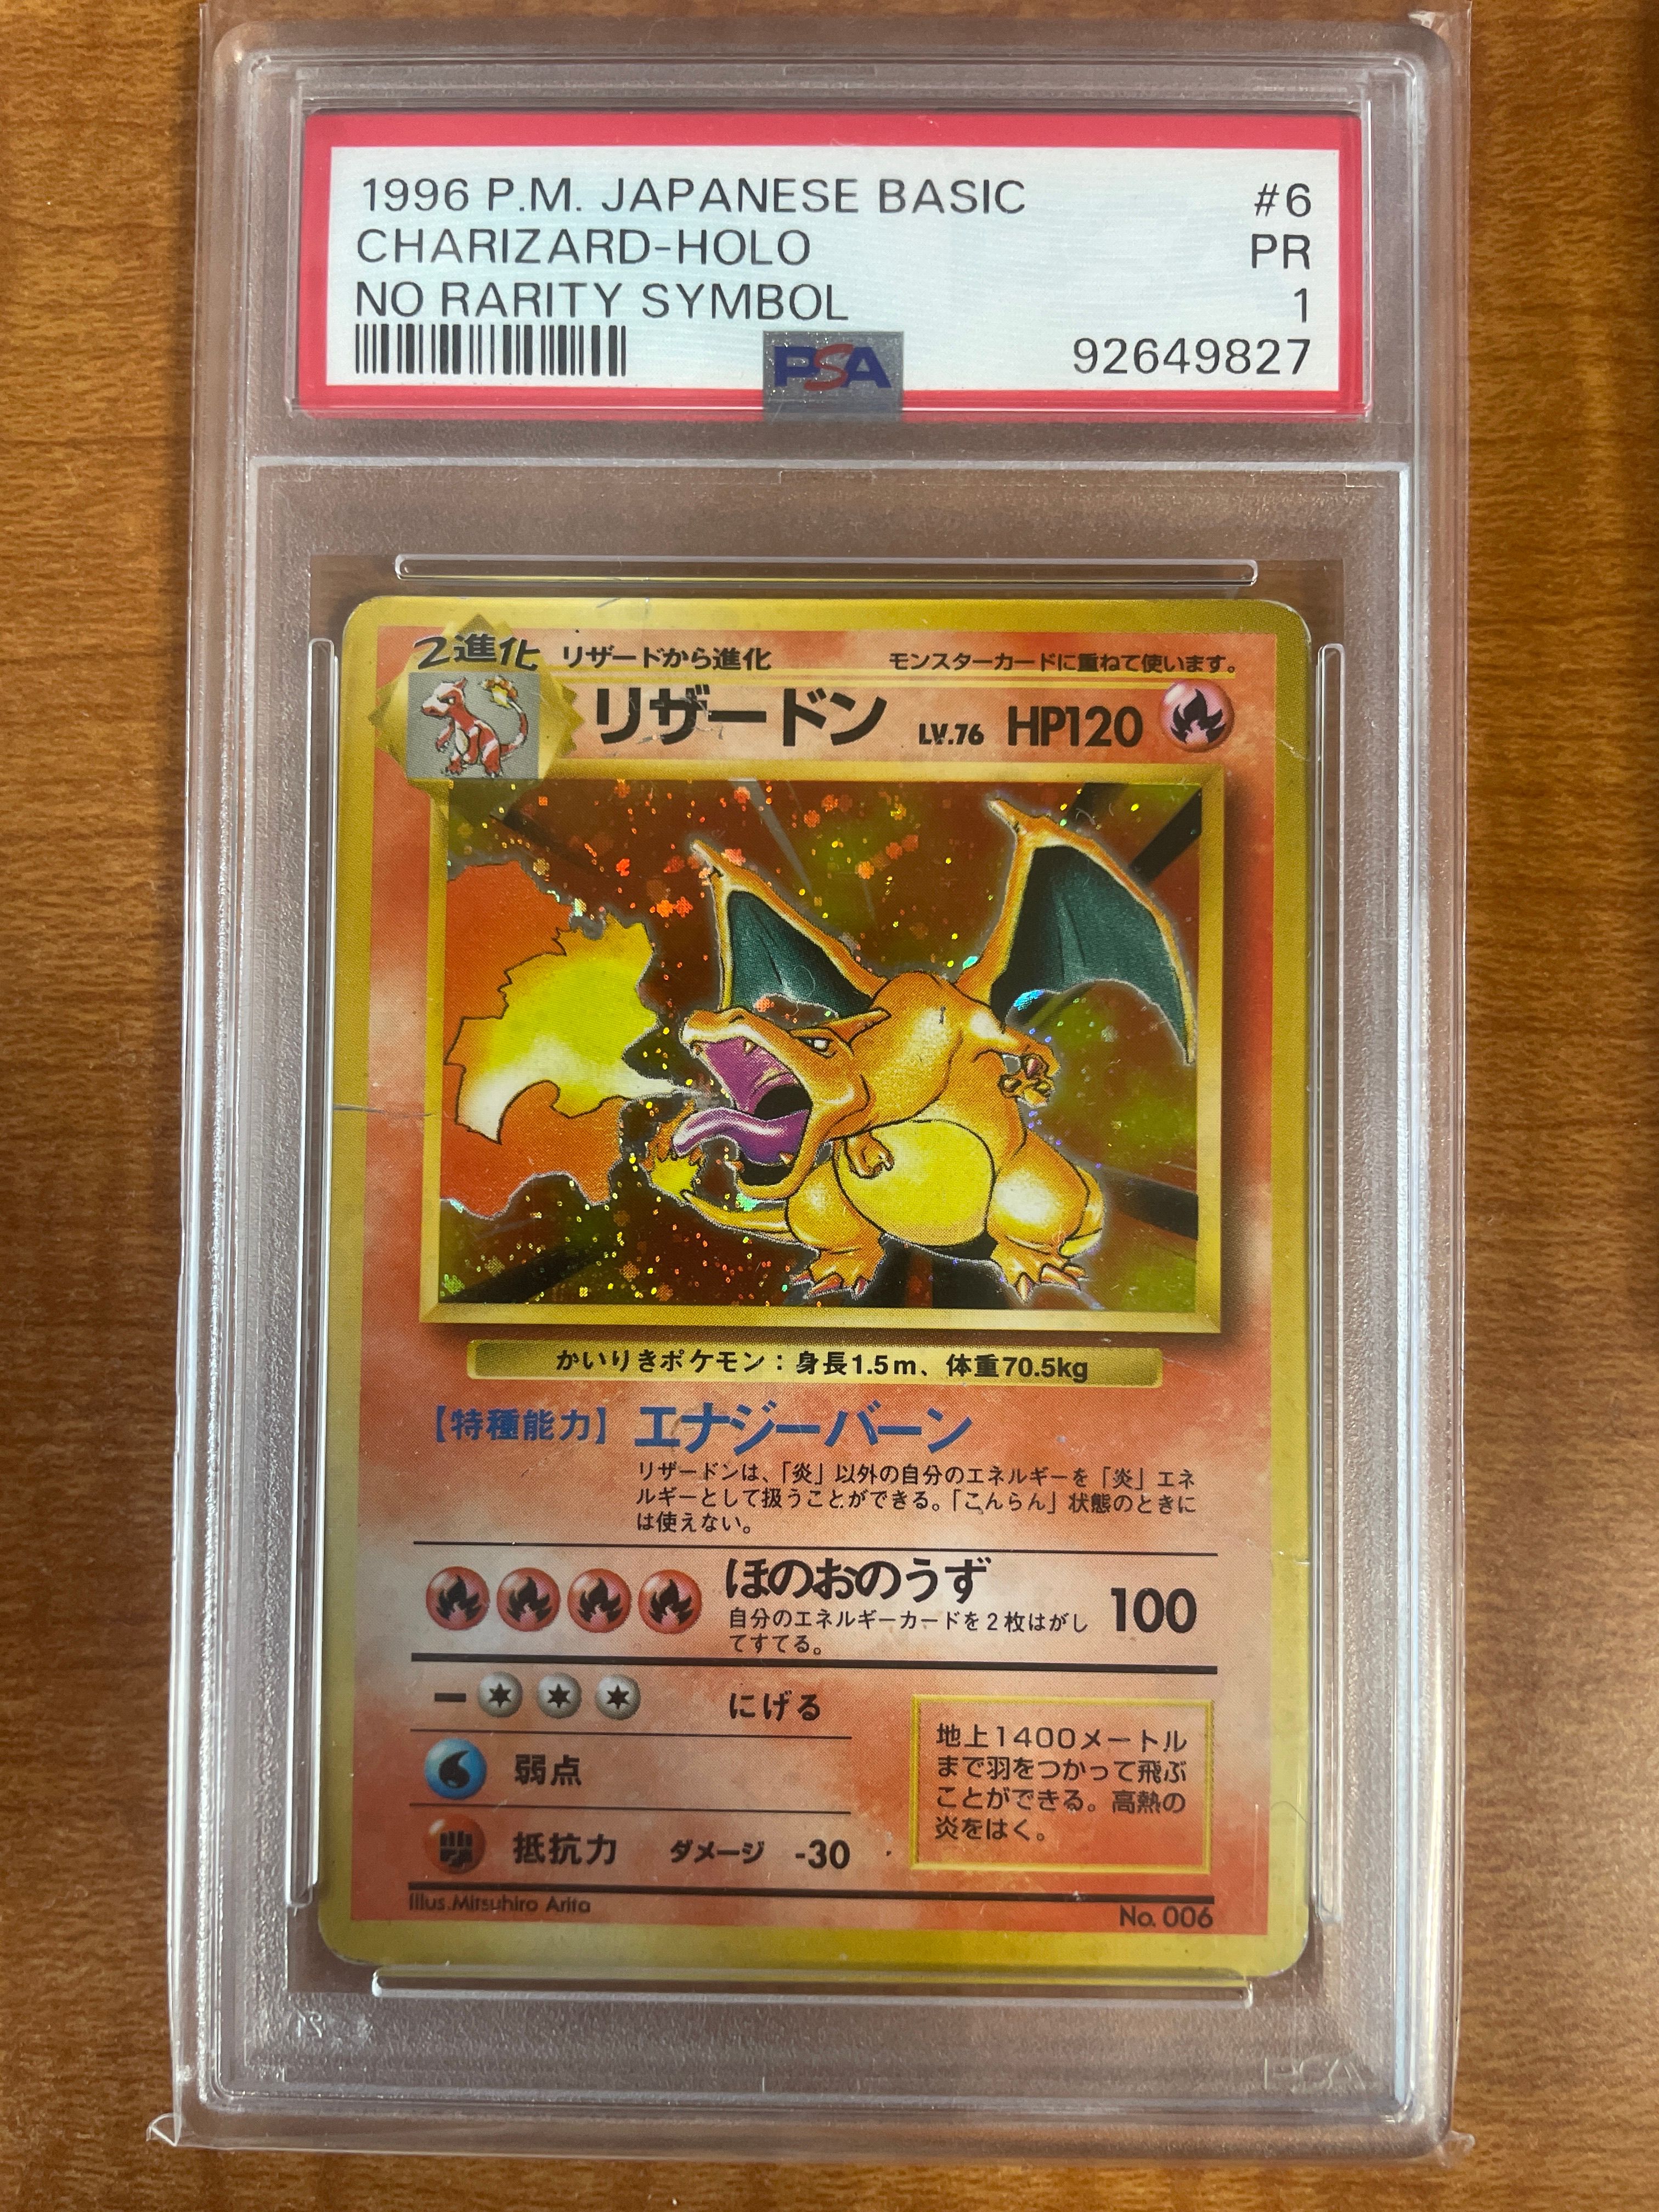 1996 P.M. JAPANESE BASIC #6
CHARIZARD-HOLO PR
NO RARITY SYMBOL 1
PSA 92649827
2進化 リザードから進化 モンスターカードに重ねて使います。
リザードン LV.76 HP120
かいりきポケモン：身長1.5m、体重70.5kg
【特種能力】 エナジーバーン
リザードンは、「炎」以外の自分のエネルギーを「炎」エネ
ルギーとして扱うことができる。「こんらん」状態のときに
は使えない。
ほのおのうず 100
自分のエネルギーカードを2枚はがし
てすてる。
ー にげる
弱点
抵抗力 ダメージ -30
地上1400メートル
まで羽をつかって飛ぶ
ことができる。高熱の
炎をはく。
Illus.Mitsuhiro Arita No. 006
PSA